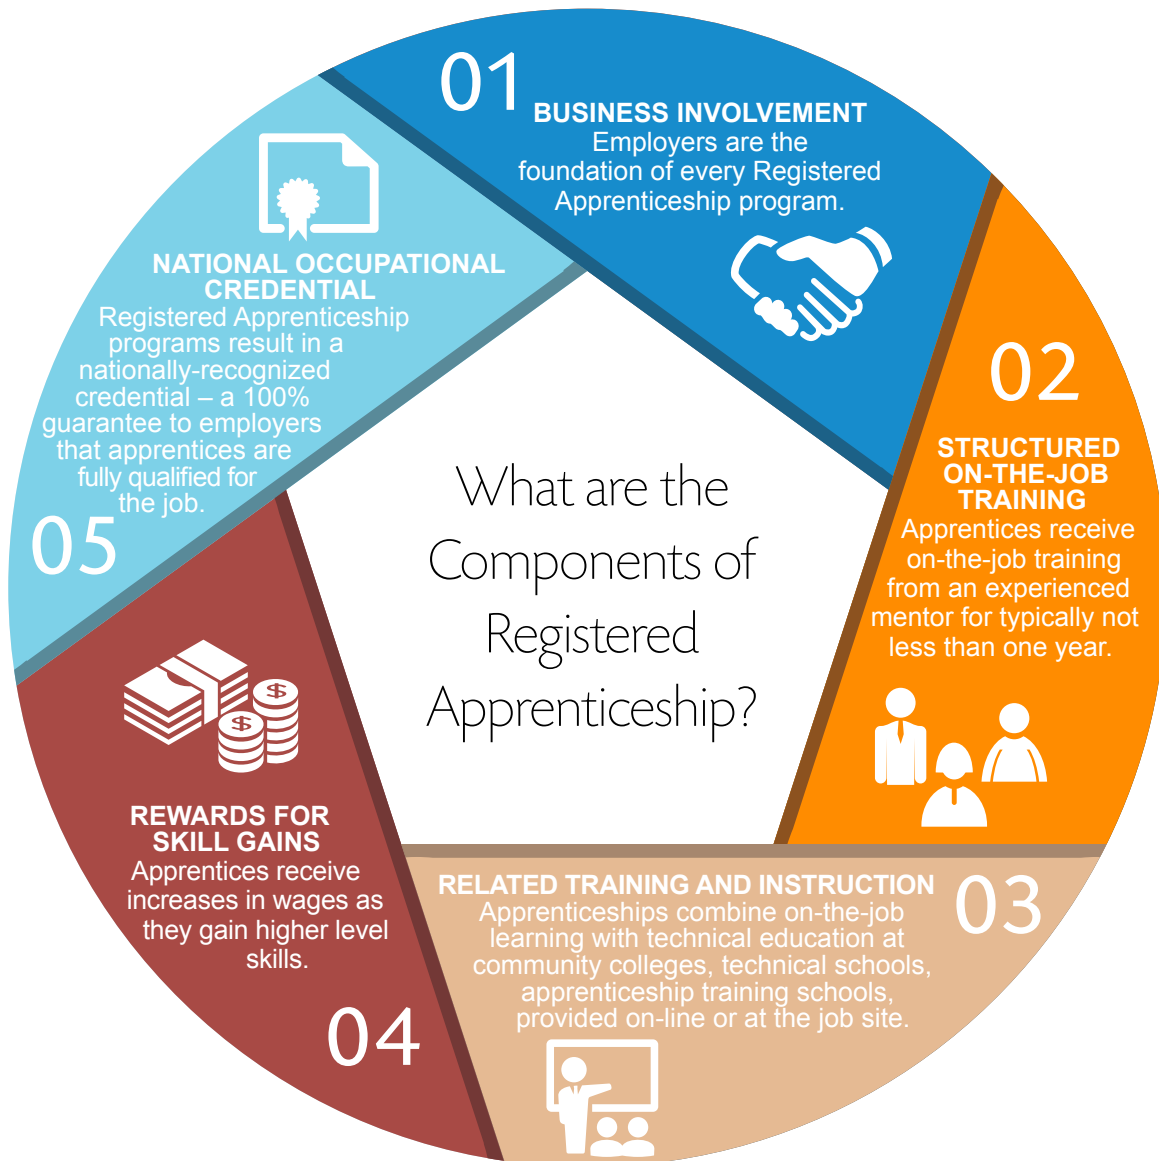 01
BUSINESS INVOLVEMENT
Employers are the
foundation of every Registered
Apprenticeship program.
02
STRUCTURED
ON-THE-JOB
TRAINING
Apprentices receive
on-the-job training
from an experienced
mentor for typically not
less than one year.
03
RELATED TRAINING AND INSTRUCTION
Apprenticeships combine on-the-job
learning with technical education at
community colleges, technical schools,
apprenticeship training schools,
provided on-line or at the job site.
04
REWARDS FOR
SKILL GAINS
Apprentices receive
increases in wages as
they gain higher level
skills.
$
$
05
NATIONAL OCCUPATIONAL
CREDENTIAL
Registered Apprenticeship
programs result in a
nationally-recognized
credential – a 100%
guarantee to employers
that apprentices are
fully qualified for
the job.
What are the
Components of
Registered
Apprenticeship?